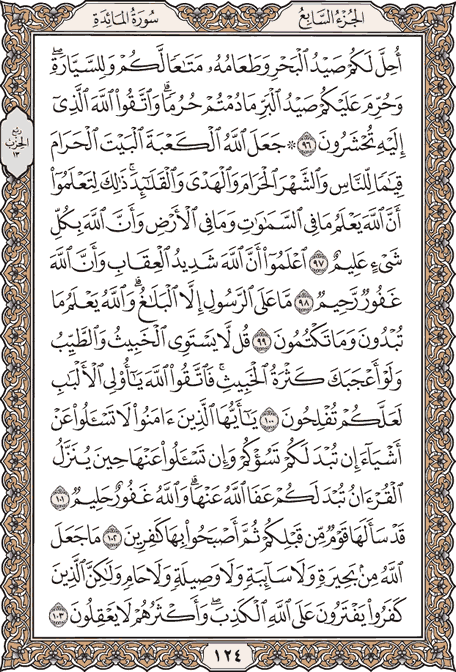 الجزء السابع
سورة المائدة
أُحِلَّ لَكُمْ صَيْدُ ٱلْبَحْرِ وَطَعَامُهُۥ مَتَٰعًا لَّكُمْ وَلِلسَّيَّارَةِۖ
وَحُرِّمَ عَلَيْكُمْ صَيْدُ ٱلْبَرِّ مَا دُمْتُمْ حُرُمًاۗ وَٱتَّقُوا۟ ٱللَّهَ ٱلَّذِىٓ
إِلَيْهِ تُحْشَرُونَ ٩٦ ۞ جَعَلَ ٱللَّهُ ٱلْكَعْبَةَ ٱلْبَيْتَ ٱلْحَرَامَ
ربع
الحزب
١٣
قِيَٰمًا لِّلنَّاسِ وَٱلشَّهْرَ ٱلْحَرَامَ وَٱلْهَدْىَ وَٱلْقَلَٰٓئِدَۚ ذَٰلِكَ لِتَعْلَمُوٓا۟
أَنَّ ٱللَّهَ يَعْلَمُ مَا فِى ٱلسَّمَٰوَٰتِ وَمَا فِى ٱلْأَرْضِ وَأَنَّ ٱللَّهَ بِكُلِّ
شَىْءٍ عَلِيمٌ ٩٧ ٱعْلَمُوٓا۟ أَنَّ ٱللَّهَ شَدِيدُ ٱلْعِقَابِ وَأَنَّ ٱللَّهَ
غَفُورٌ رَّحِيمٌ ٩٨ مَّا عَلَى ٱلرَّسُولِ إِلَّا ٱلْبَلَٰغُۗ وَٱللَّهُ يَعْلَمُ مَا
تُبْدُونَ وَمَا تَكْتُمُونَ ٩٩ قُل لَّا يَسْتَوِى ٱلْخَبِيثُ وَٱلطَّيِّبُ
وَلَوْ أَعْجَبَكَ كَثْرَةُ ٱلْخَبِيثِۚ فَٱتَّقُوا۟ ٱللَّهَ يَٰٓأُو۟لِى ٱلْأَلْبَٰبِ
لَعَلَّكُمْ تُفْلِحُونَ ١٠٠ يَٰٓأَيُّهَا ٱلَّذِينَ ءَامَنُوا۟ لَا تَسْـَٔلُوا۟ عَنْ
أَشْيَآءَ إِن تُبْدَ لَكُمْ تَسُؤْكُمْ وَإِن تَسْـَٔلُوا۟ عَنْهَا حِينَ يُنَزَّلُ
ٱلْقُرْءَانُ تُبْدَ لَكُمْ عَفَا ٱللَّهُ عَنْهَاۗ وَٱللَّهُ غَفُورٌ حَلِيمٌ ١٠١
قَدْ سَأَلَهَا قَوْمٌ مِّن قَبْلِكُمْ ثُمَّ أَصْبَحُوا۟ بِهَا كَٰفِرِينَ ١٠٢ مَا جَعَلَ
ٱللَّهُ مِنۢ بَحِيرَةٍ وَلَا سَآئِبَةٍ وَلَا وَصِيلَةٍ وَلَا حَامٍ وَلَٰكِنَّ ٱلَّذِينَ
كَفَرُوا۟ يَفْتَرُونَ عَلَى ٱللَّهِ ٱلْكَذِبَۖ وَأَكْثَرُهُمْ لَا يَعْقِلُونَ ١٠٣
١٢٤